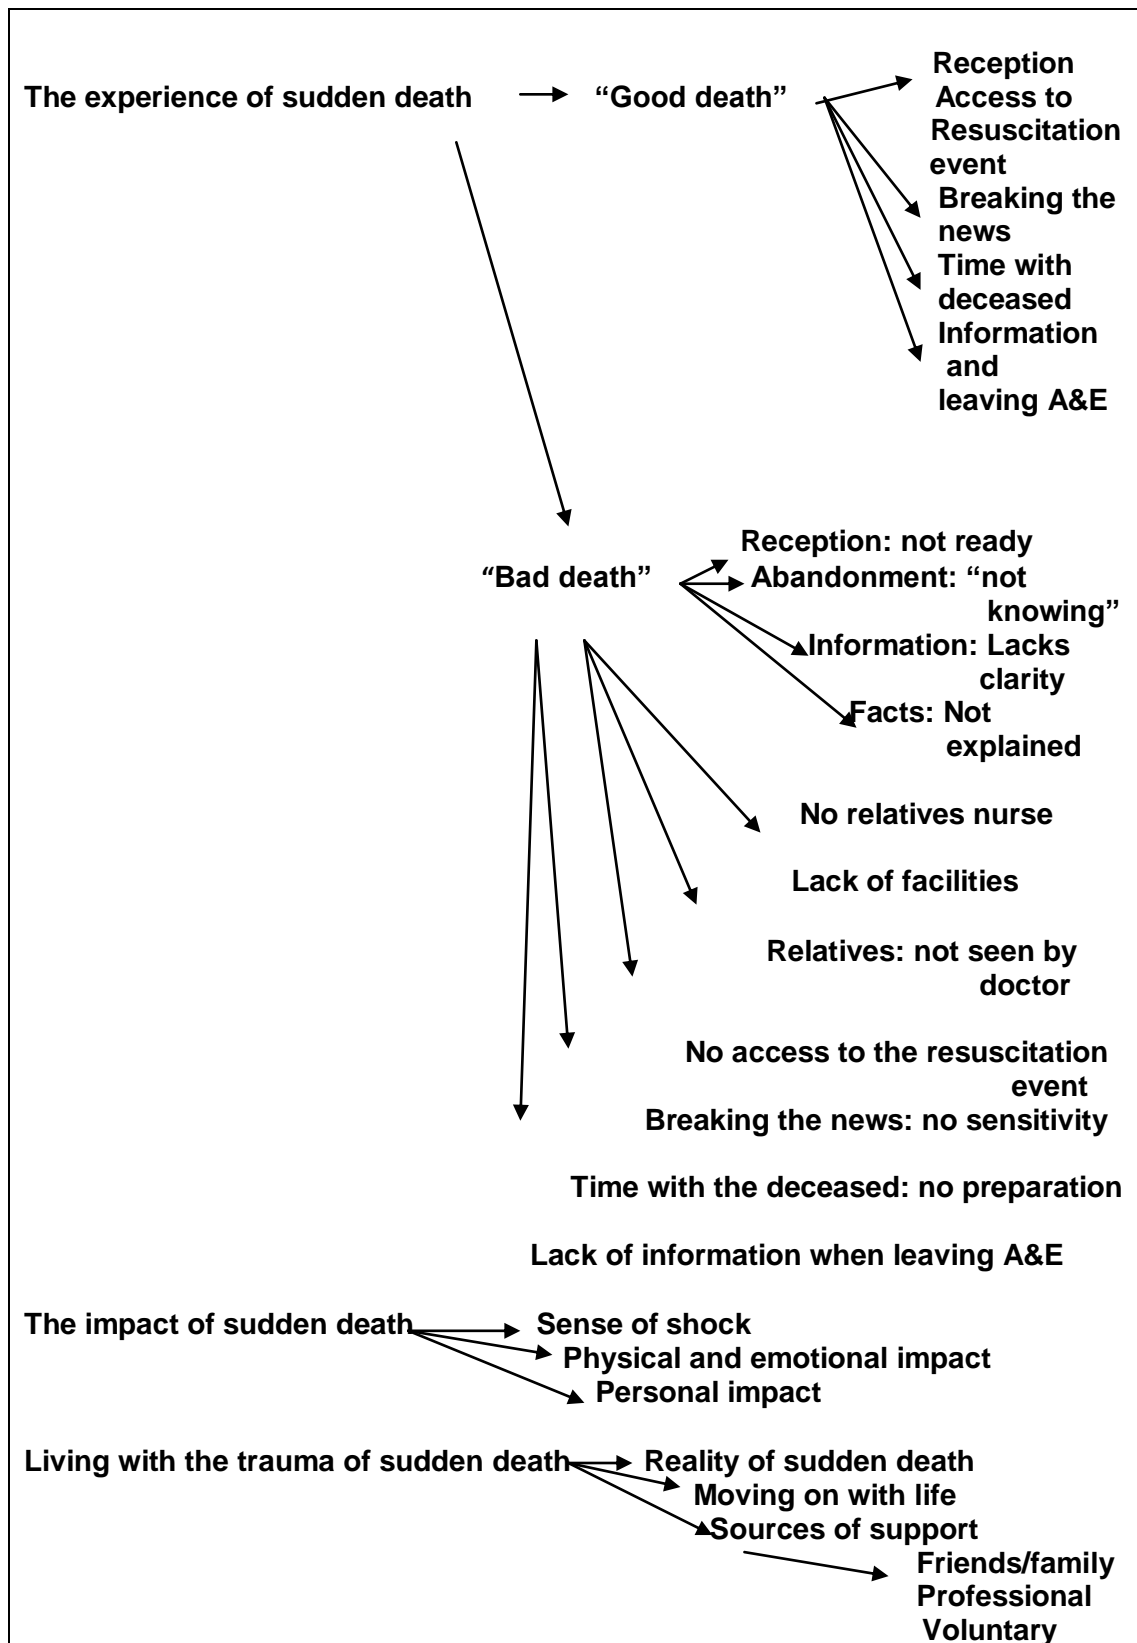 The experience of sudden death
“Good death”
Reception
Access to
Resuscitation
event
Breaking the
news
Time with
deceased
Information
and
leaving A&E
“Bad death”
Reception: not ready
Abandonment: “not
knowing”
Information: Lacks
clarity
Facts: Not
explained
No relatives nurse
Lack of facilities
Relatives: not seen by
doctor
No access to the resuscitation
event
Breaking the news: no sensitivity
Time with the deceased: no preparation
Lack of information when leaving A&E
The impact of sudden death
Sense of shock
Physical and emotional impact
Personal impact
Living with the trauma of sudden death
Reality of sudden death
Moving on with life
Sources of support
Friends/family
Professional
Voluntary